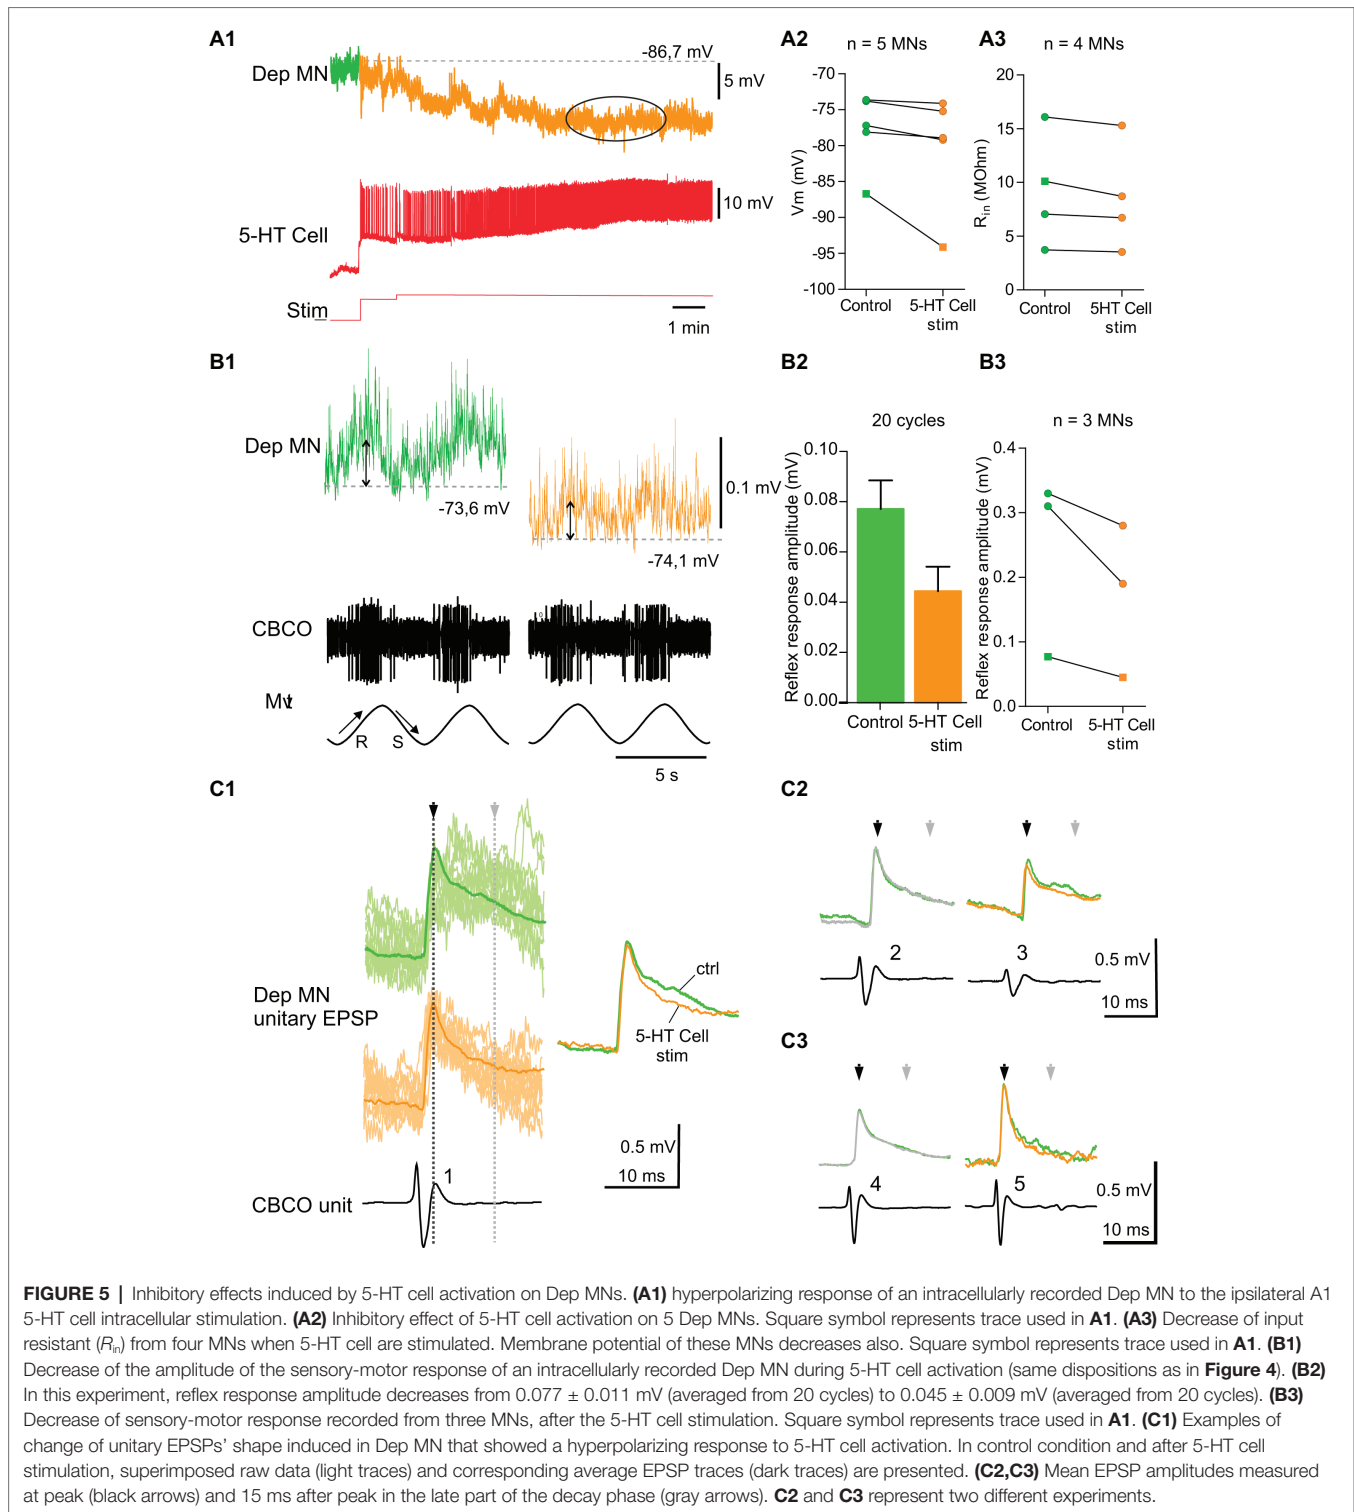 A1
-86,7 mV
Dep MN
5 mV
10 mV
5-HT Cell
Stim
1 min
A2
n = 5 MNs
-70
-75
-80
-85
-90
-95
-100
Vm (mV)
Control
5-HT Cell
stim
A3
n = 4 MNs
20
15
10
5
0
Rin (MOhm)
Control
5HT Cell
stim
B1
Dep MN
-73,6 mV
0.1 mV
-74,1 mV
CBCO
Mvt
R
S
5 s
B2
20 cycles
0.10
0.08
0.06
0.04
0.02
0.00
Reflex response amplitude (mV)
Control
5-HT Cell
stim
B3
n = 3 MNs
0.4
0.3
0.2
0.1
0.0
Reflex response amplitude (mV)
Control
5-HT Cell
stim
C1
Dep MN
unitary EPSP
ctrl
5-HT Cell
stim
0.5 mV
10 ms
1
CBCO unit
C2
2
3
0.5 mV
10 ms
C3
4
5
0.5 mV
10 ms
FIGURE 5 | Inhibitory effects induced by 5-HT cell activation on Dep MNs. (A1) hyperpolarizing response of an intracellularly recorded Dep MN to the ipsilateral A1
5-HT cell intracellular stimulation. (A2) Inhibitory effect of 5-HT cell activation on 5 Dep MNs. Square symbol represents trace used in A1. (A3) Decrease of input
resistant (Rin) from four MNs when 5-HT cell are stimulated. Membrane potential of these MNs decreases also. Square symbol represents trace used in A1. (B1)
Decrease of the amplitude of the sensory-motor response of an intracellularly recorded Dep MN during 5-HT cell activation (same dispositions as in Figure 4). (B2)
In this experiment, reflex response amplitude decreases from 0.077 ± 0.011 mV (averaged from 20 cycles) to 0.045 ± 0.009 mV (averaged from 20 cycles). (B3)
Decrease of sensory-motor response recorded from three MNs, after the 5-HT cell stimulation. Square symbol represents trace used in A1. (C1) Examples of
change of unitary EPSPs' shape induced in Dep MN that showed a hyperpolarizing response to 5-HT cell activation. In control condition and after 5-HT cell
stimulation, superimposed raw data (light traces) and corresponding average EPSP traces (dark traces) are presented. (C2,C3) Mean EPSP amplitudes measured
at peak (black arrows) and 15 ms after peak in the late part of the decay phase (gray arrows). C2 and C3 represent two different experiments.